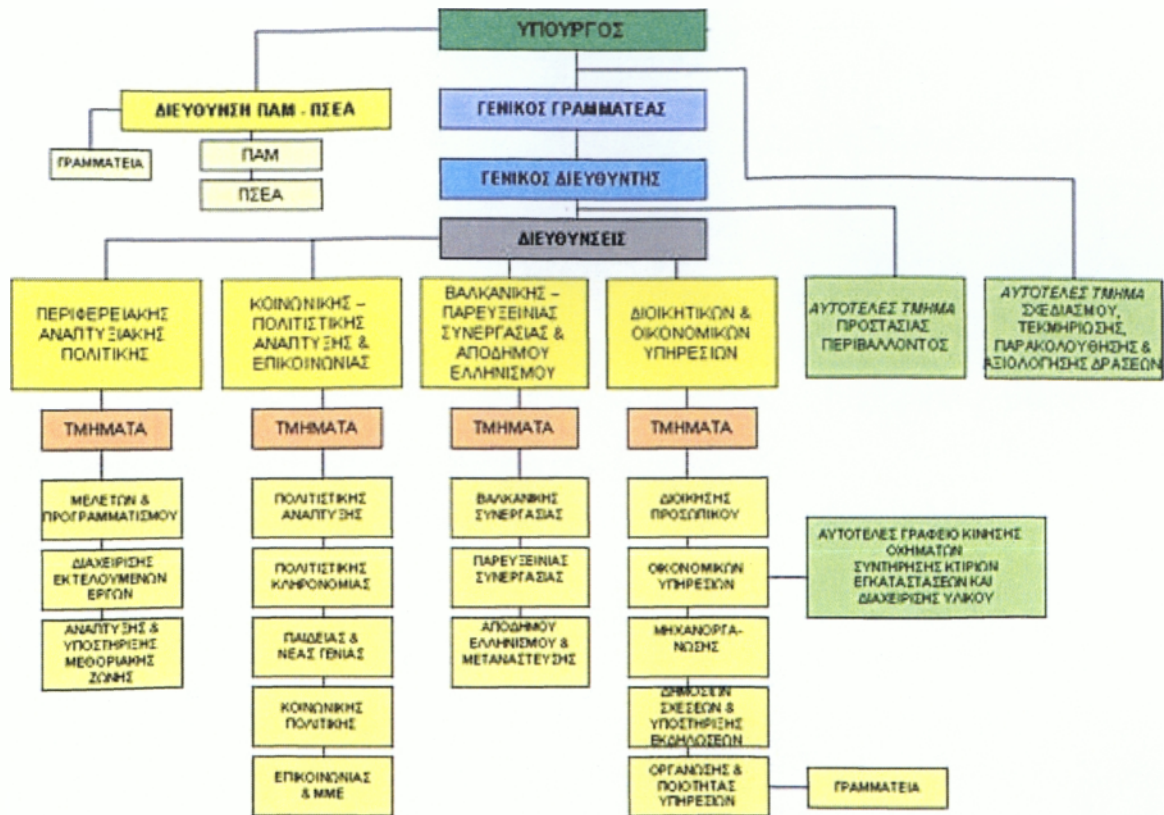 ΥΠΟΥΡΓΟΣ
ΔΙΕΥΘΥΝΣΗ ΠΑΜ - ΠΣΕΑ
ΓΡΑΜΜΑΤΕΙΑ
ΠΑΜ
ΠΣΕΑ
ΓΕΝΙΚΟΣ ΓΡΑΜΜΑΤΕΑΣ
ΓΕΝΙΚΟΣ ΔΙΕΥΘΥΝΤΗΣ
ΔΙΕΥΘΥΝΣΕΙΣ
ΠΕΡΙΦΕΡΕΙΑΚΗΣ
ΑΝΑΠΤΥΞΙΑΚΗΣ
ΠΟΛΙΤΙΚΗΣ
ΚΟΙΝΩΝΙΚΗΣ –
ΠΟΛΙΤΙΣΤΙΚΗΣ
ΑΝΑΠΤΥΞΗΣ &
ΕΠΙΚΟΙΝΩΝΙΑΣ
ΒΑΛΚΑΝΙΚΗΣ –
ΠΑΡΕΥΞΕΙΝΙΑΣ
ΣΥΝΕΡΓΑΣΙΑΣ &
ΑΠΟΔΗΜΟΥ
ΕΛΛΗΝΙΣΜΟΥ
ΔΙΟΙΚΗΤΙΚΩΝ &
ΟΙΚΟΝΟΜΙΚΩΝ
ΥΠΗΡΕΣΙΩΝ
ΑΥΤΟΤΕΛΕΣ ΤΜΗΜΑ
ΠΡΟΣΤΑΣΙΑΣ
ΠΕΡΙΒΑΛΛΟΝΤΟΣ
ΑΥΤΟΤΕΛΕΣ ΤΜΗΜΑ
ΣΧΕΔΙΑΣΜΟΥ,
ΤΕΚΜΗΡΙΩΣΗΣ,
ΠΑΡΑΚΟΛΟΥΘΗΣΗΣ &
ΑΞΙΟΛΟΓΗΣΗΣ ΔΡΑΣΕΩΝ
ΤΜΗΜΑΤΑ
ΜΕΛΕΤΩΝ &
ΠΡΟΓΡΑΜΜΑΤΙΣΜΟΥ
ΔΙΑΧΕΙΡΙΣΗΣ
ΕΚΤΕΛΟΥΜΕΝΩΝ
ΕΡΓΩΝ
ΑΝΑΠΤΥΞΗΣ &
ΥΠΟΣΤΗΡΙΞΗΣ
ΜΕΘΟΡΙΑΚΗΣ
ΖΩΝΗΣ
ΤΜΗΜΑΤΑ
ΠΟΛΙΤΙΣΤΙΚΗΣ
ΑΝΑΠΤΥΞΗΣ
ΠΟΛΙΤΙΣΤΙΚΗΣ
ΚΛΗΡΟΝΟΜΙΑΣ
ΠΑΙΔΕΙΑΣ &
ΝΕΑΣ ΓΕΝΙΑΣ
ΚΟΙΝΩΝΙΚΗΣ
ΠΟΛΙΤΙΚΗΣ
ΕΠΙΚΟΙΝΩΝΙΑΣ
& ΜΜΕ
ΤΜΗΜΑΤΑ
ΒΑΛΚΑΝΙΚΗΣ
ΣΥΝΕΡΓΑΣΙΑΣ
ΠΑΡΕΥΞΕΙΝΙΑΣ
ΣΥΝΕΡΓΑΣΙΑΣ
ΑΠΟΔΗΜΟΥ
ΕΛΛΗΝΙΣΜΟΥ &
ΜΕΤΑΝΑΣΤΕΥΣΗΣ
ΤΜΗΜΑΤΑ
ΔΙΟΙΚΗΣΗΣ
ΠΡΟΣΩΠΙΚΟΥ
ΟΙΚΟΝΟΜΙΚΩΝ
ΥΠΗΡΕΣΙΩΝ
ΑΥΤΟΤΕΛΕΣ ΓΡΑΦΕΙΟ ΚΙΝΗΣΗΣ
ΟΧΗΜΑΤΩΝ
ΣΥΝΤΗΡΗΣΗΣ ΚΤΙΡΙΩΝ
ΕΓΚΑΤΑΣΤΑΣΕΩΝ ΚΑΙ
ΔΙΑΧΕΙΡΙΣΗΣ ΥΛΙΚΟΥ
ΜΗΧΑΝΟΡΓΑ-
ΝΩΣΗΣ
ΔΗΜΟΣΙΩΝ
ΣΧΕΣΕΩΝ &
ΥΠΟΣΤΗΡΙΞΗΣ
ΕΚΔΗΛΩΣΕΩΝ
ΟΡΓΑΝΩΣΗΣ &
ΠΟΙΟΤΗΤΑΣ
ΥΠΗΡΕΣΙΩΝ
ΓΡΑΜΜΑΤΕΙΑ